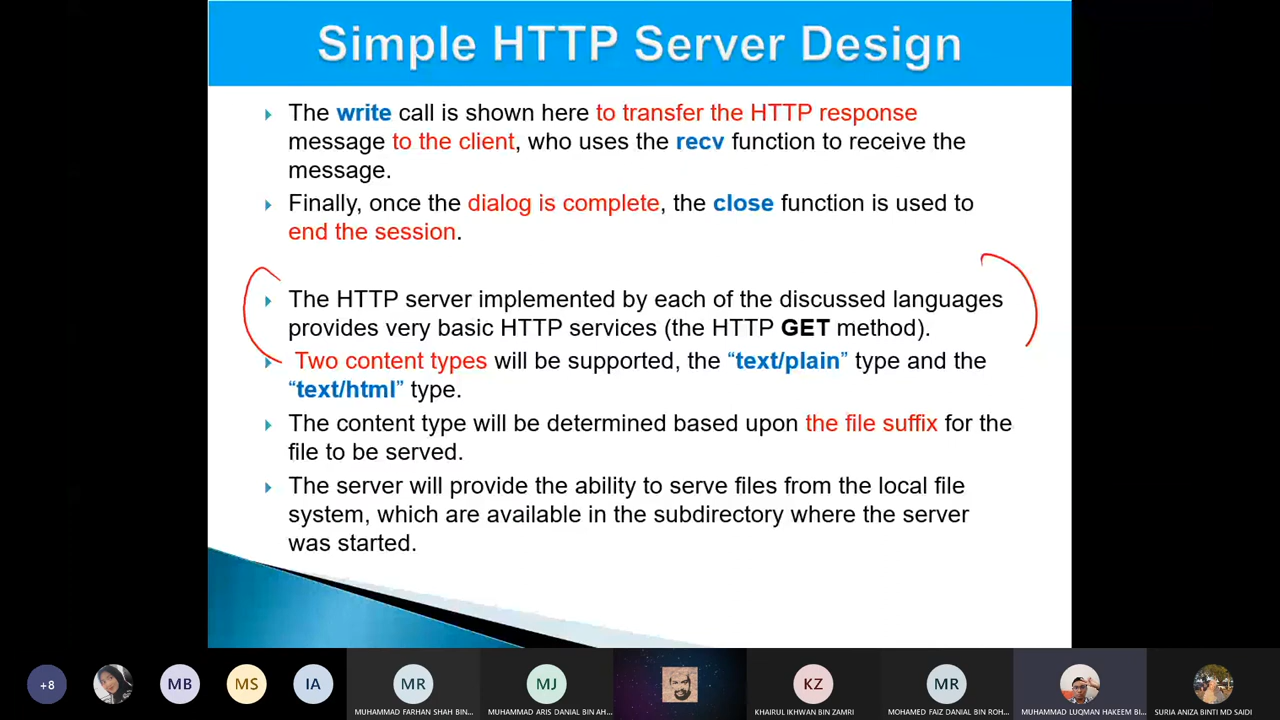 Simple HTTP Server Design
The write call is shown here to transfer the HTTP response
message to the client, who uses the recv function to receive the
message.
Finally, once the dialog is complete, the close function is used to
end the session.
The HTTP server implemented by each of the discussed languages
provides very basic HTTP services (the HTTP GET method).
Two content types will be supported, the “text/plain” type and the
“text/html” type.
The content type will be determined based upon the file suffix for the
file to be served.
The server will provide the ability to serve files from the local file
system, which are available in the subdirectory where the server
was started.
+8
MB
MS
IA
MR
MJ
KZ
MR
MUHAMMAD FARHAN SHAH BIN...
MUHAMMAD ARIS DANIAL BIN AH...
KHAIRUL IKHWAN BIN ZAMRI
MOHAMED FAIZ DANIAL BIN ROH...
MUHAMMAD LUQMAN HAKEEM BI...
SURIA ANIZA BINTI MD SAIDI